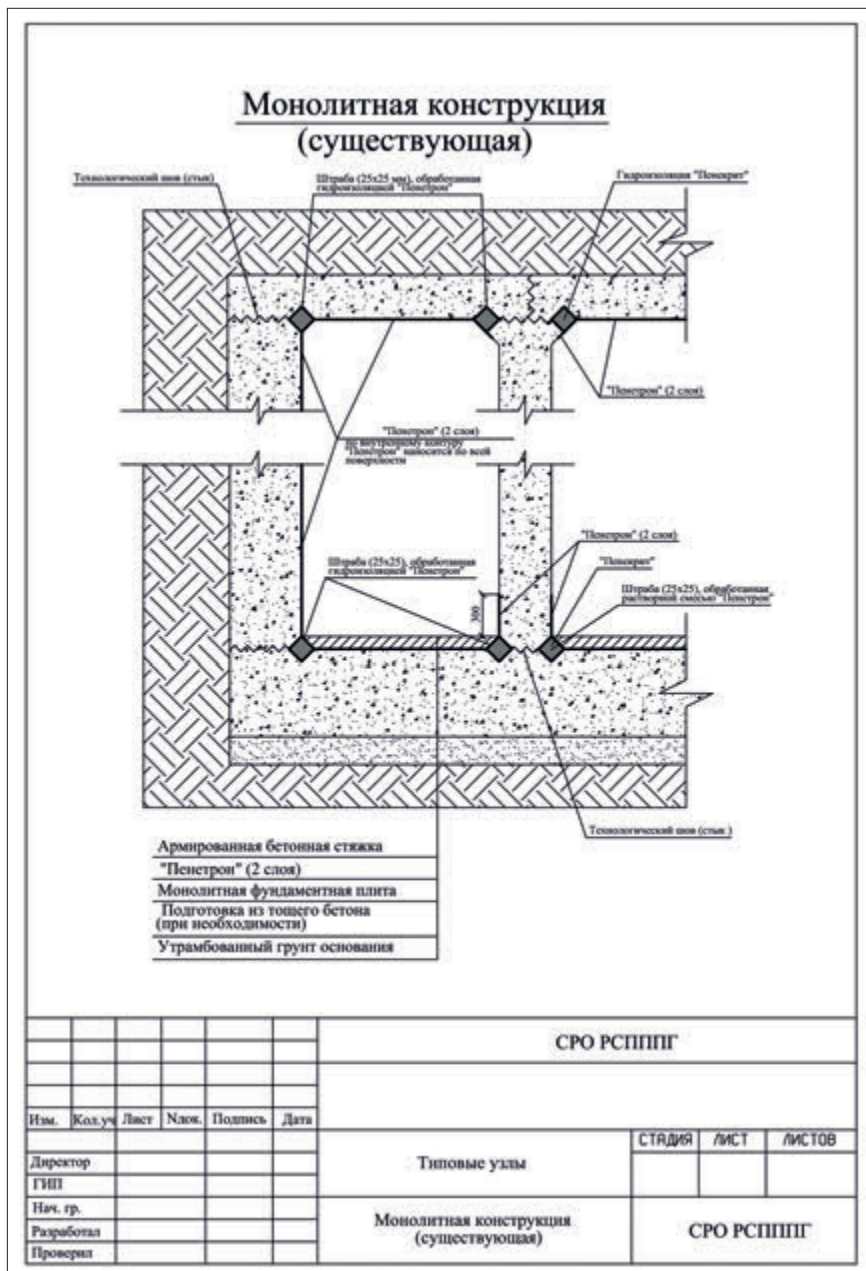 Монолитная конструкция
(существующая)
Технологический шов (стык)
Штраба (25х25 мм), обработанная
гидроизоляцией "Пенетрон"
Гидроизоляция "Пенекрит"
"Пенетрон" (2 слоя)
"Пенетрон" (2 слоя)
по внутреннему контуру
"Пенетрон" наносится по всей
поверхности
"Пенетрон" (2 слоя)
"Пенекрит"
Штраба (25х25), обработанная
гидроизоляцией "Пенетрон"
Штраба (25х25), обработанная
растворной смесью "Пенетрон"
300
Технологический шов (стык )
Армированная бетонная стяжка
"Пенетрон" (2 слоя)
Монолитная фундаментная плита
Подготовка из тощего бетона
(при необходимости)
Утрамбованный грунт основания
СРО РСПППГ
Изм. Кол.уч Лист Nдок. Подпись Дата
Типовые узлы
СТАДИЯ ЛИСТ ЛИСТОВ
Директор
ГИП
Нач. гр.
Разработал
Проверил
Монолитная конструкция
(существующая)
СРО РСПППГ